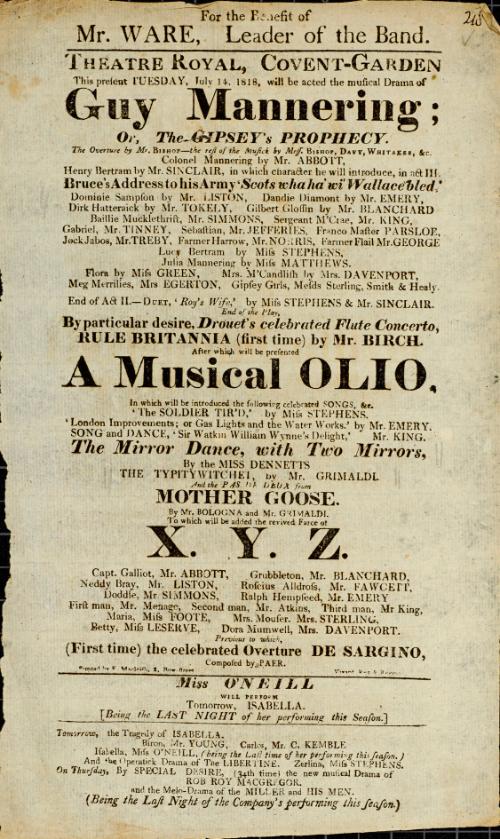 For the Benefit of
245
Mr. WARE, Leader of the Band.
THEATRE ROYAL, COVENT-GARDEN
This preſent TUESDAY, July 14, 1818, will be acted the muſical Drama of
Guy Mannering;
Or, The GIPSEY's PROPHECY.
The Overture by Mr. BISHOP—the reſt of the Muſick by Meſſ. BISHOP, DAVY, WHITAKER, &c.
Colonel Mannering by Mr. ABBOTT,
Henry Bertram by Mr. SINCLAIR, in which character he will introduce, in act III.
Bruce's Address to his Army 'Scots wha ha' wi' Wallace bled.'
Dominie Sampſon by Mr. LISTON, Dandie Diamont by Mr. EMERY,
Dirk Hatteraick by Mr. TOKELY, Gilbert Gloſſin by Mr. BLANCHARD
Baillie Mucklethrift, Mr. SIMMONS, Sergeant M'Crae, Mr. KING,
Gabriel, Mr. TINNEY, Sebaſtian, Mr. JEFFERIES, Franco Maſter PARSLOE,
Jock Jabos, Mr. TREBY, Farmer Harrow, Mr. NORRIS, Farmer Flail Mr. GEORGE
Lucy Bertram by Miſs STEPHENS,
Julia Mannering by Miſs MATTHEWS,
Flora by Miſs GREEN, Mrs. M'Candliſh by Mrs. DAVENPORT,
Meg Merrilies, Mrs EGERTON, Gipſey Girls, Meſds Sterling, Smith & Healy.
End of Act II.—DUET, 'Roy's Wife,' by Miſs STEPHENS & Mr. SINCLAIR.
End of the Play,
By particular desire, Drouet's celebrated Flute Concerto,
RULE BRITANNIA (first time) by Mr. BIRCH.
After which will be preſented
A Musical OLIO,
In which will be introduced the following celebrated SONGS, &c.
'The SOLDIER TIR'D,' by Miſs STEPHENS.
'London Improvements; or Gas Lights and the Water Works.' by Mr. EMERY.
SONG and DANCE, 'Sir Watkin William Wynne's Delight,' Mr. KING.
The Mirror Dance, with Two Mirrors,
By the MISS DENNETTS
THE TYPITYWITCHET, by Mr. GRIMALDI.
And the PAS DE DEUX from
MOTHER GOOSE.
By Mr. BOLOGNA and Mr. GRIMALDI.
To which will be added the revived Farce of
X. Y. Z.
Capt. Galliot, Mr. ABBOTT, Grubbleton, Mr. BLANCHARD,
Neddy Bray, Mr. LISTON, Roſcius Alldroſs, Mr. FAWCETT,
Doddle, Mr. SIMMONS, Ralph Hempſeed, Mr. EMERY
Firſt man, Mr. Menage, Second man, Mr. Atkins, Third man, Mr King,
Maria, Miſs FOOTE, Mrs. Mouſer, Mrs. STERLING,
Betty, Miſs LESERVE, Dora Mumwell, Mrs. DAVENPORT.
Previous to which,
(First time) the celebrated Overture DE SARGINO,
Composed by PAER.
Printed by E. Macleiſh, 2, Bow-ſtreet
Vivant Rex & Regina
Miss O'NEILL
WILL PERFORM
Tomorrow, ISABELLA.
[Being the LAST NIGHT of her performing this Seaſon.]
Tomorrow, the Tragedy of ISABELLA.
Biron, Mr. YOUNG, Carlos, Mr. C. KEMBLE
Iſabella, Miſs O'NEILL, (being the Laſt time of her performing this ſeaſon.)
And the Operatick Drama of The LIBERTINE. Zerlina, Miſs STEPHENS.
On Thurſday, By SPECIAL DESIRE, (34th time) the new musical Drama of
ROB ROY MACGREGOR.
and the Melo-Drama of the MILLER and HIS MEN.
(Being the Laſt Night of the Company's performing this ſeaſon.)